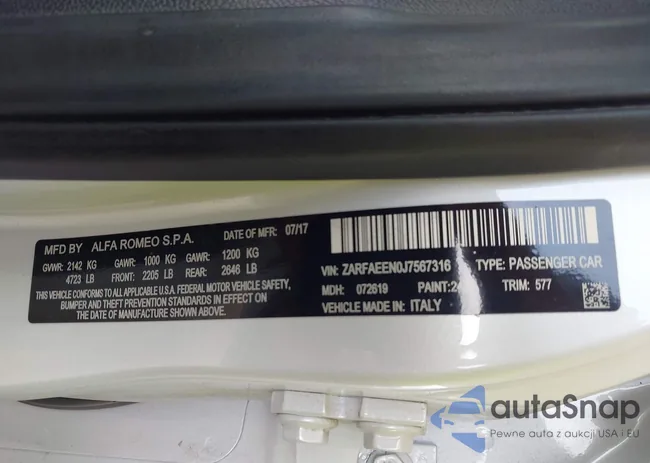 MFD BY ALFA ROMEO S.P.A. DATE OF MFR: 07/17
GVWR: 2142 KG GAWR: 1000 KG GAWR: 1200 KG
4723 LB FRONT: 2205 LB REAR: 2646 LB
THIS VEHICLE CONFORMS TO ALL APPLICABLE U.S.A. FEDERAL MOTOR VEHICLE SAFETY,
BUMPER AND THEFT PREVENTION STANDARDS IN EFFECT ON
THE DATE OF MANUFACTURE SHOWN ABOVE.
VIN: ZARFAEEN0J7567316 TYPE: PASSENGER CAR
MDH: 072619 PAINT: TRIM: 577
VEHICLE MADE IN: ITALY
autaSnap
Pewne auta z aukcji USA i EU